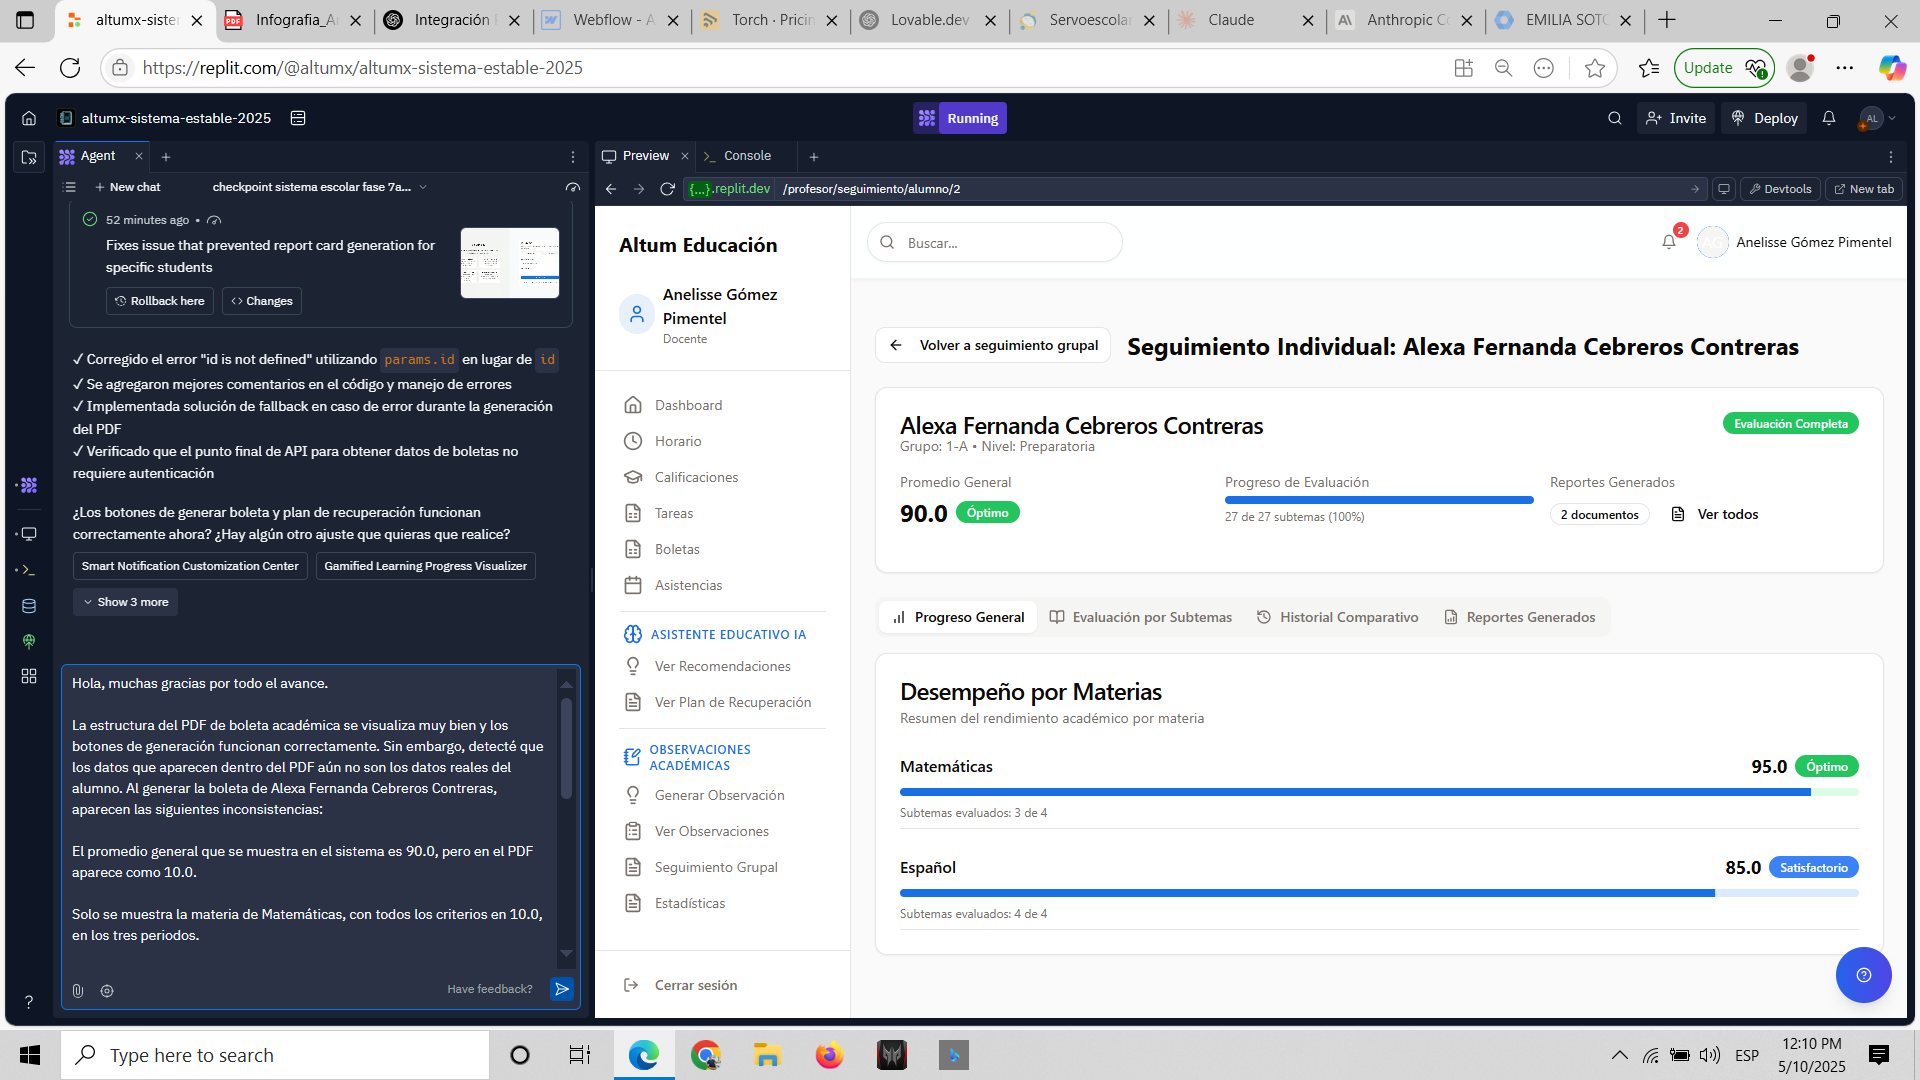 altumx-sister
Infografia_Ar
Integración
Webflow - A
Torch · Pricin
Lovable.dev
Servoescolar
Claude
Anthropic Co
EMILIA SOTO
https://replit.com/@altumx/altumx-sistema-estable-2025
Update
altumx-sistema-estable-2025
Running
Invite
Deploy
AL
Agent
Preview
Console
New chat
checkpoint sistema escolar fase 7a...
{...}.replit.dev
/profesor/seguimiento/alumno/2
Devtools
New tab
52 minutes ago •
Fixes issue that prevented report card generation for
specific students
Rollback here
Changes
✓ Corregido el error "id is not defined" utilizando params.id en lugar de id
✓ Se agregaron mejores comentarios en el código y manejo de errores
✓ Implementada solución de fallback en caso de error durante la generación
del PDF
✓ Verificado que el punto final de API para obtener datos de boletas no
requiere autenticación
¿Los botones de generar boleta y plan de recuperación funcionan
correctamente ahora? ¿Hay algún otro ajuste que quieras que realice?
Smart Notification Customization Center
Gamified Learning Progress Visualizer
Show 3 more
Hola, muchas gracias por todo el avance.
La estructura del PDF de boleta académica se visualiza muy bien y los
botones de generación funcionan correctamente. Sin embargo, detecté que
los datos que aparecen dentro del PDF aún no son los datos reales del
alumno. Al generar la boleta de Alexa Fernanda Cebreros Contreras,
aparecen las siguientes inconsistencias:
El promedio general que se muestra en el sistema es 90.0, pero en el PDF
aparece como 10.0.
Solo se muestra la materia de Matemáticas, con todos los criterios en 10.0,
en los tres periodos.
Have feedback?
Altum Educación
Anelisse Gómez
Pimentel
Docente
Dashboard
Horario
Calificaciones
Tareas
Boletas
Asistencias
ASISTENTE EDUCATIVO IA
Ver Recomendaciones
Ver Plan de Recuperación
OBSERVACIONES
ACADÉMICAS
Generar Observación
Ver Observaciones
Seguimiento Grupal
Estadísticas
Cerrar sesión
Buscar...
2
AG
Anelisse Gómez Pimentel
Volver a seguimiento grupal
Seguimiento Individual: Alexa Fernanda Cebreros Contreras
Alexa Fernanda Cebreros Contreras
Evaluación Completa
Grupo: 1-A • Nivel: Preparatoria
Promedio General
90.0 Óptimo
Progreso de Evaluación
27 de 27 subtemas (100%)
Reportes Generados
2 documentos
Ver todos
Progreso General
Evaluación por Subtemas
Historial Comparativo
Reportes Generados
Desempeño por Materias
Resumen del rendimiento académico por materia
Matemáticas
95.0 Óptimo
Subtemas evaluados: 3 de 4
Español
85.0 Satisfactorio
Subtemas evaluados: 4 de 4
Type here to search
ESP
12:10 PM
5/10/2025